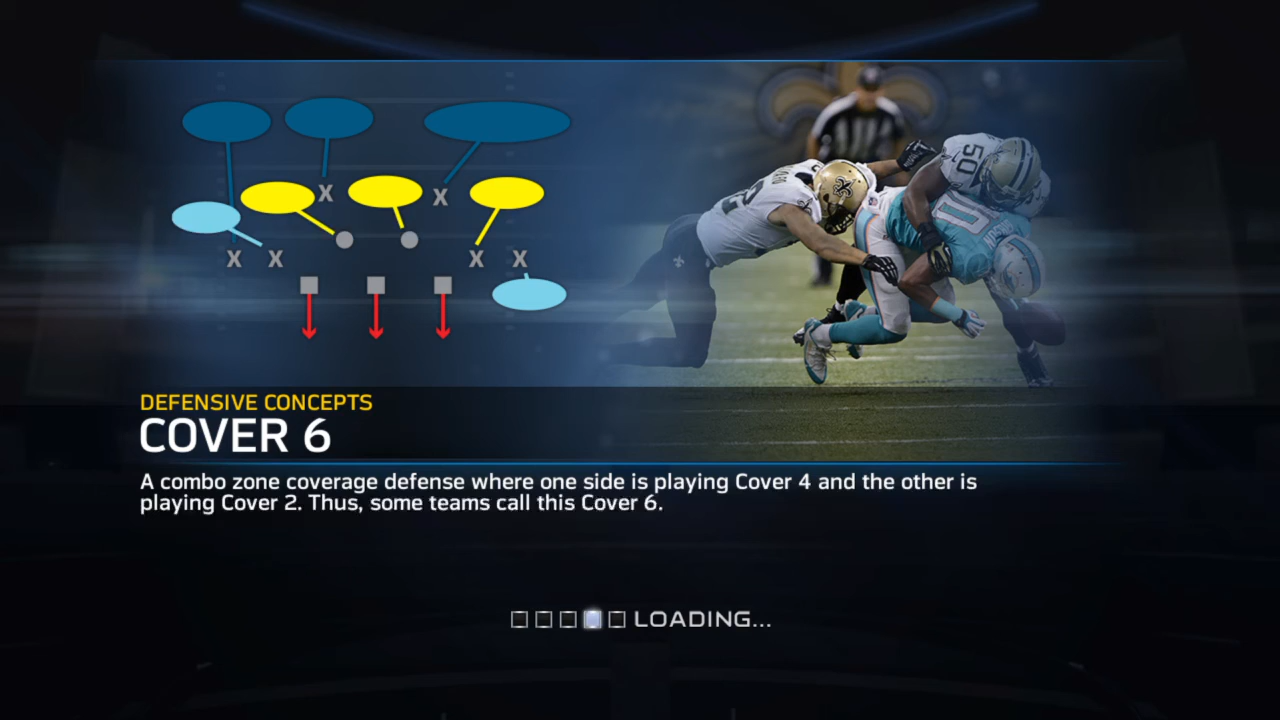 X X
X X X X
50
DEFENSIVE CONCEPTS
COVER 6
A combo zone coverage defense where one side is playing Cover 4 and the other is
playing Cover 2. Thus, some teams call this Cover 6.
LOADING...